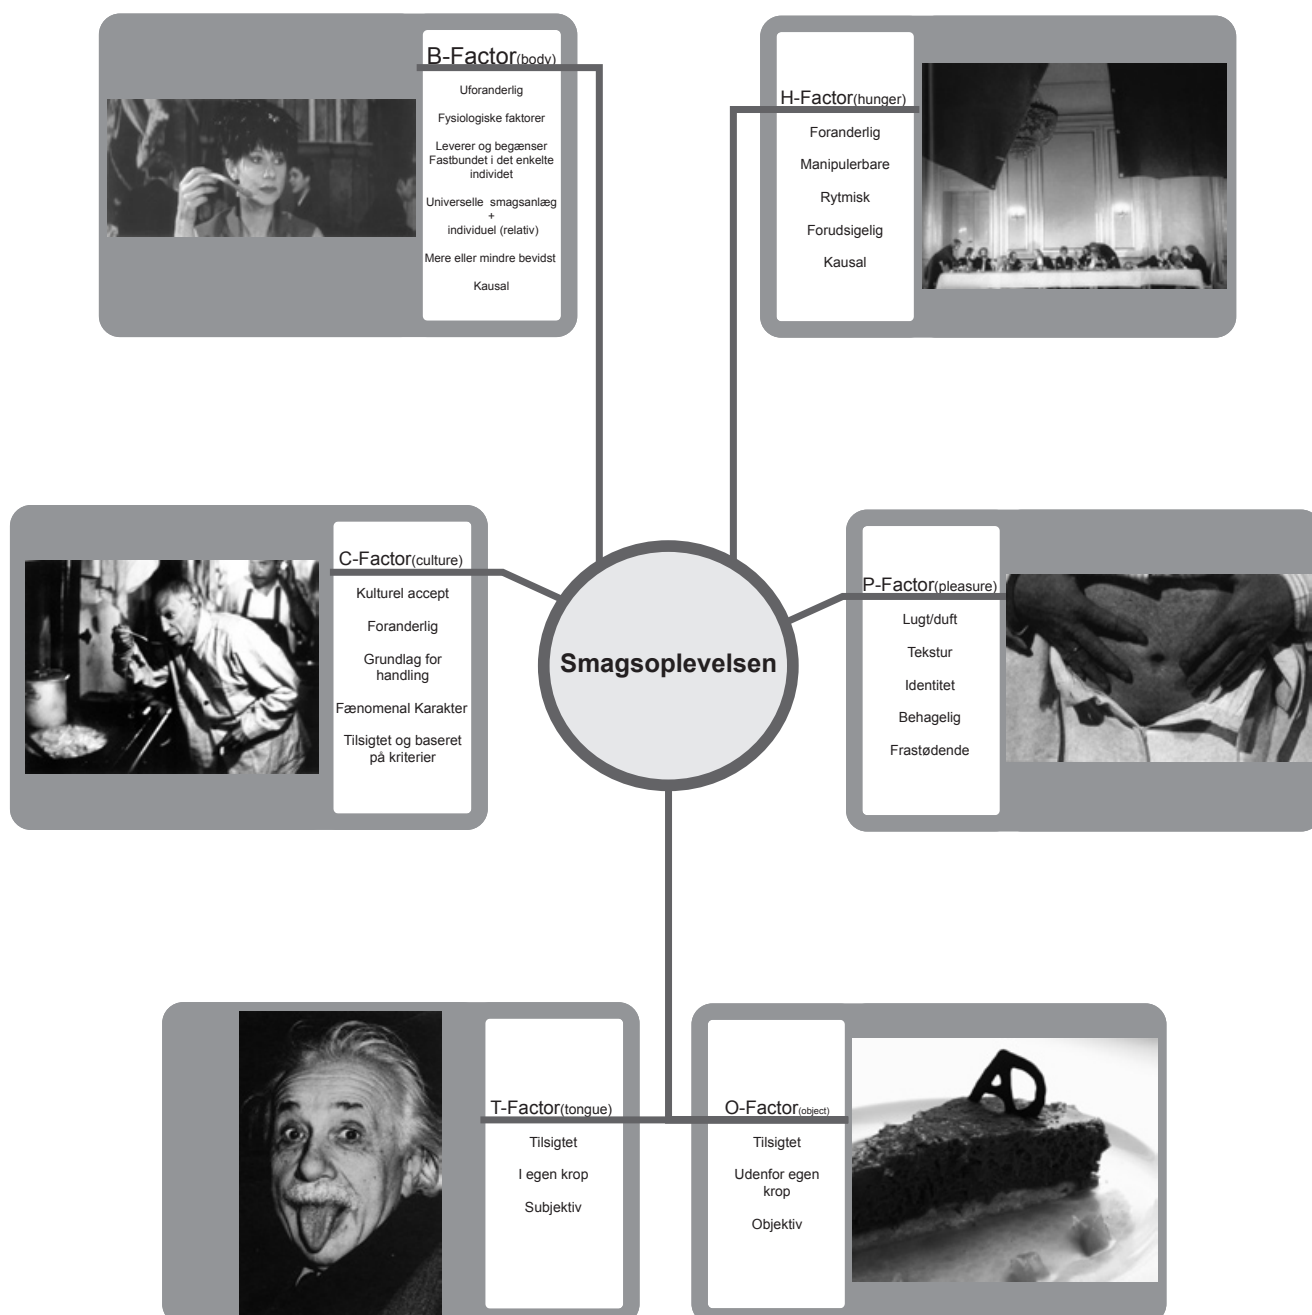 B-Factor(body)
Uforanderlig
Fysiologiske faktorer
Leverer og begænser
Fastbundet i det enkelte
individet
Universelle smagsanlæg
+
individuel (relativ)
Mere eller mindre bevidst
Kausal
H-Factor(hunger)
Foranderlig
Manipulerbare
Rytmisk
Forudsigelig
Kausal
C-Factor(culture)
Kulturel accept
Foranderlig
Grundlag for
handling
Fænomenal Karakter
Tilsigtet og baseret
på kriterier
Smagsoplevelsen
P-Factor(pleasure)
Lugt/duft
Tekstur
Identitet
Behagelig
Frastødende
T-Factor(tongue)
Tilsigtet
I egen krop
Subjektiv
O-Factor(object)
Tilsigtet
Udenfor egen
krop
Objektiv
AD